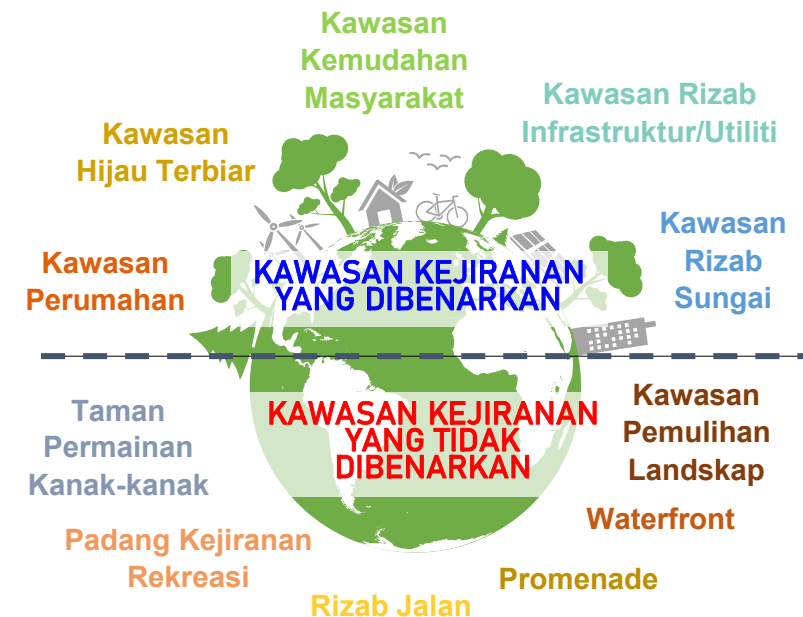 Kawasan
Kemudahan
Masyarakat
Kawasan Rizab
Infrastruktur/Utiliti
Kawasan
Hijau Terbiar
Kawasan
Rizab
Sungai
Kawasan
Perumahan
KAWASAN KEJIRANAN
YANG DIBENARKAN
KAWASAN KEJIRANAN
YANG TIDAK
DIBENARKAN
Taman
Permainan
Kanak-kanak
Kawasan
Pemulihan
Landskap
Waterfront
Padang Kejiranan
Rekreasi
Promenade
Rizab Jalan